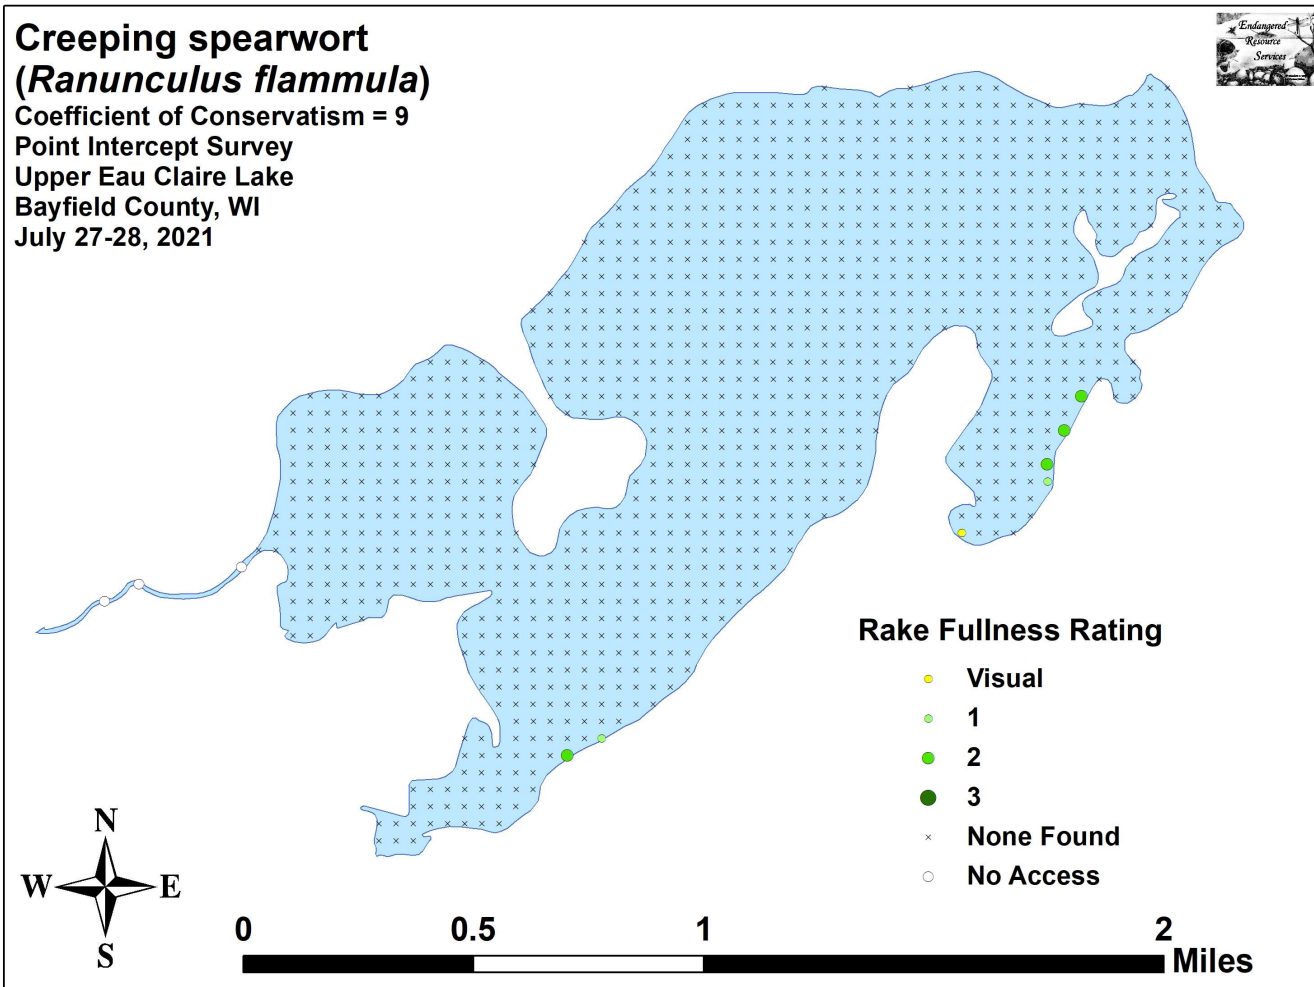 Creeping spearwort
(Ranunculus flammula)
Coefficient of Conservatism = 9
Point Intercept Survey
Upper Eau Claire Lake
Bayfield County, WI
July 27-28, 2021
Endangered
Resource
Services
Rake Fullness Rating
Visual
1
2
3
None Found
No Access
N
W E
S
0 0.5 1 2
Miles